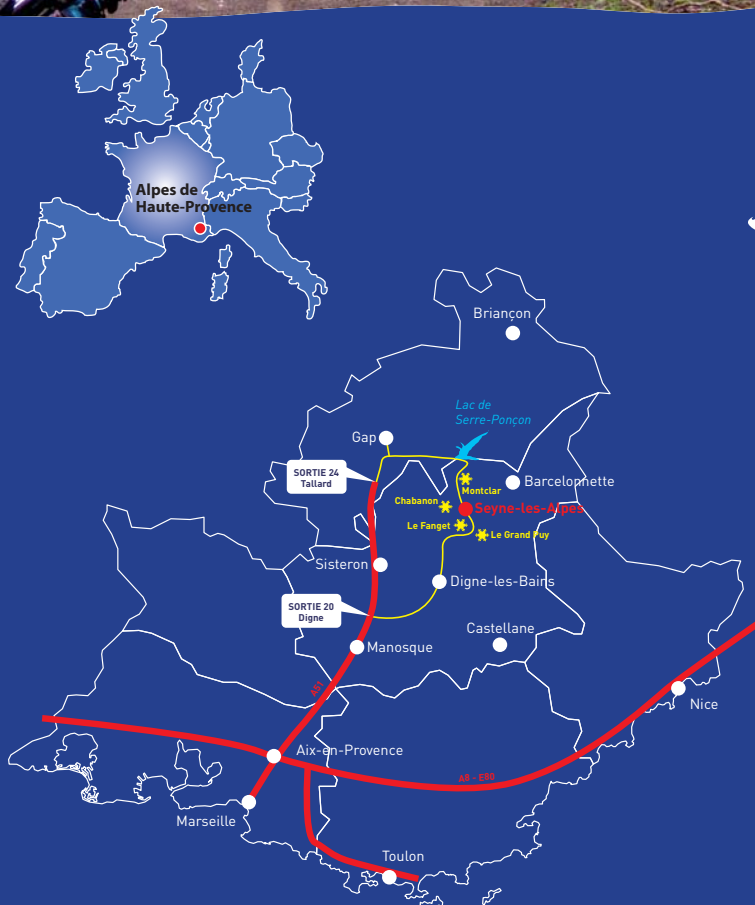 Alpes de
Haute-Provence
Briançon
Lac de
Serre-Ponçon
Gap
SORTIE 24
Tallard
Barcelonnette
Montclar
Chabanon
Seyne-les-Alpes
Le Fanget
Le Grand Puy
Sisteron
Digne-les-Bains
SORTIE 20
Digne
Castellane
Manosque
A51
Nice
Aix-en-Provence
A8 - E80
Marseille
Toulon